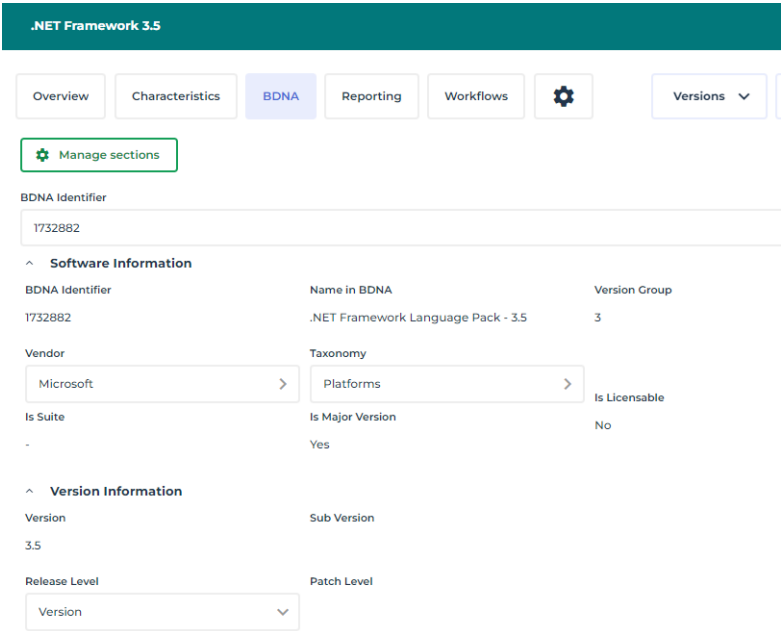 .NET Framework 3.5
Overview Characteristics BDNA Reporting Workflows Versions
Manage sections
BDNA Identifier
1732882
Software Information
BDNA Identifier Name in BDNA Version Group
1732882 .NET Framework Language Pack - 3.5 3
Vendor Taxonomy
Microsoft Platforms
Is Licensable
Is Suite Is Major Version
No
- Yes
Version Information
Version Sub Version
3.5
Release Level Patch Level
Version